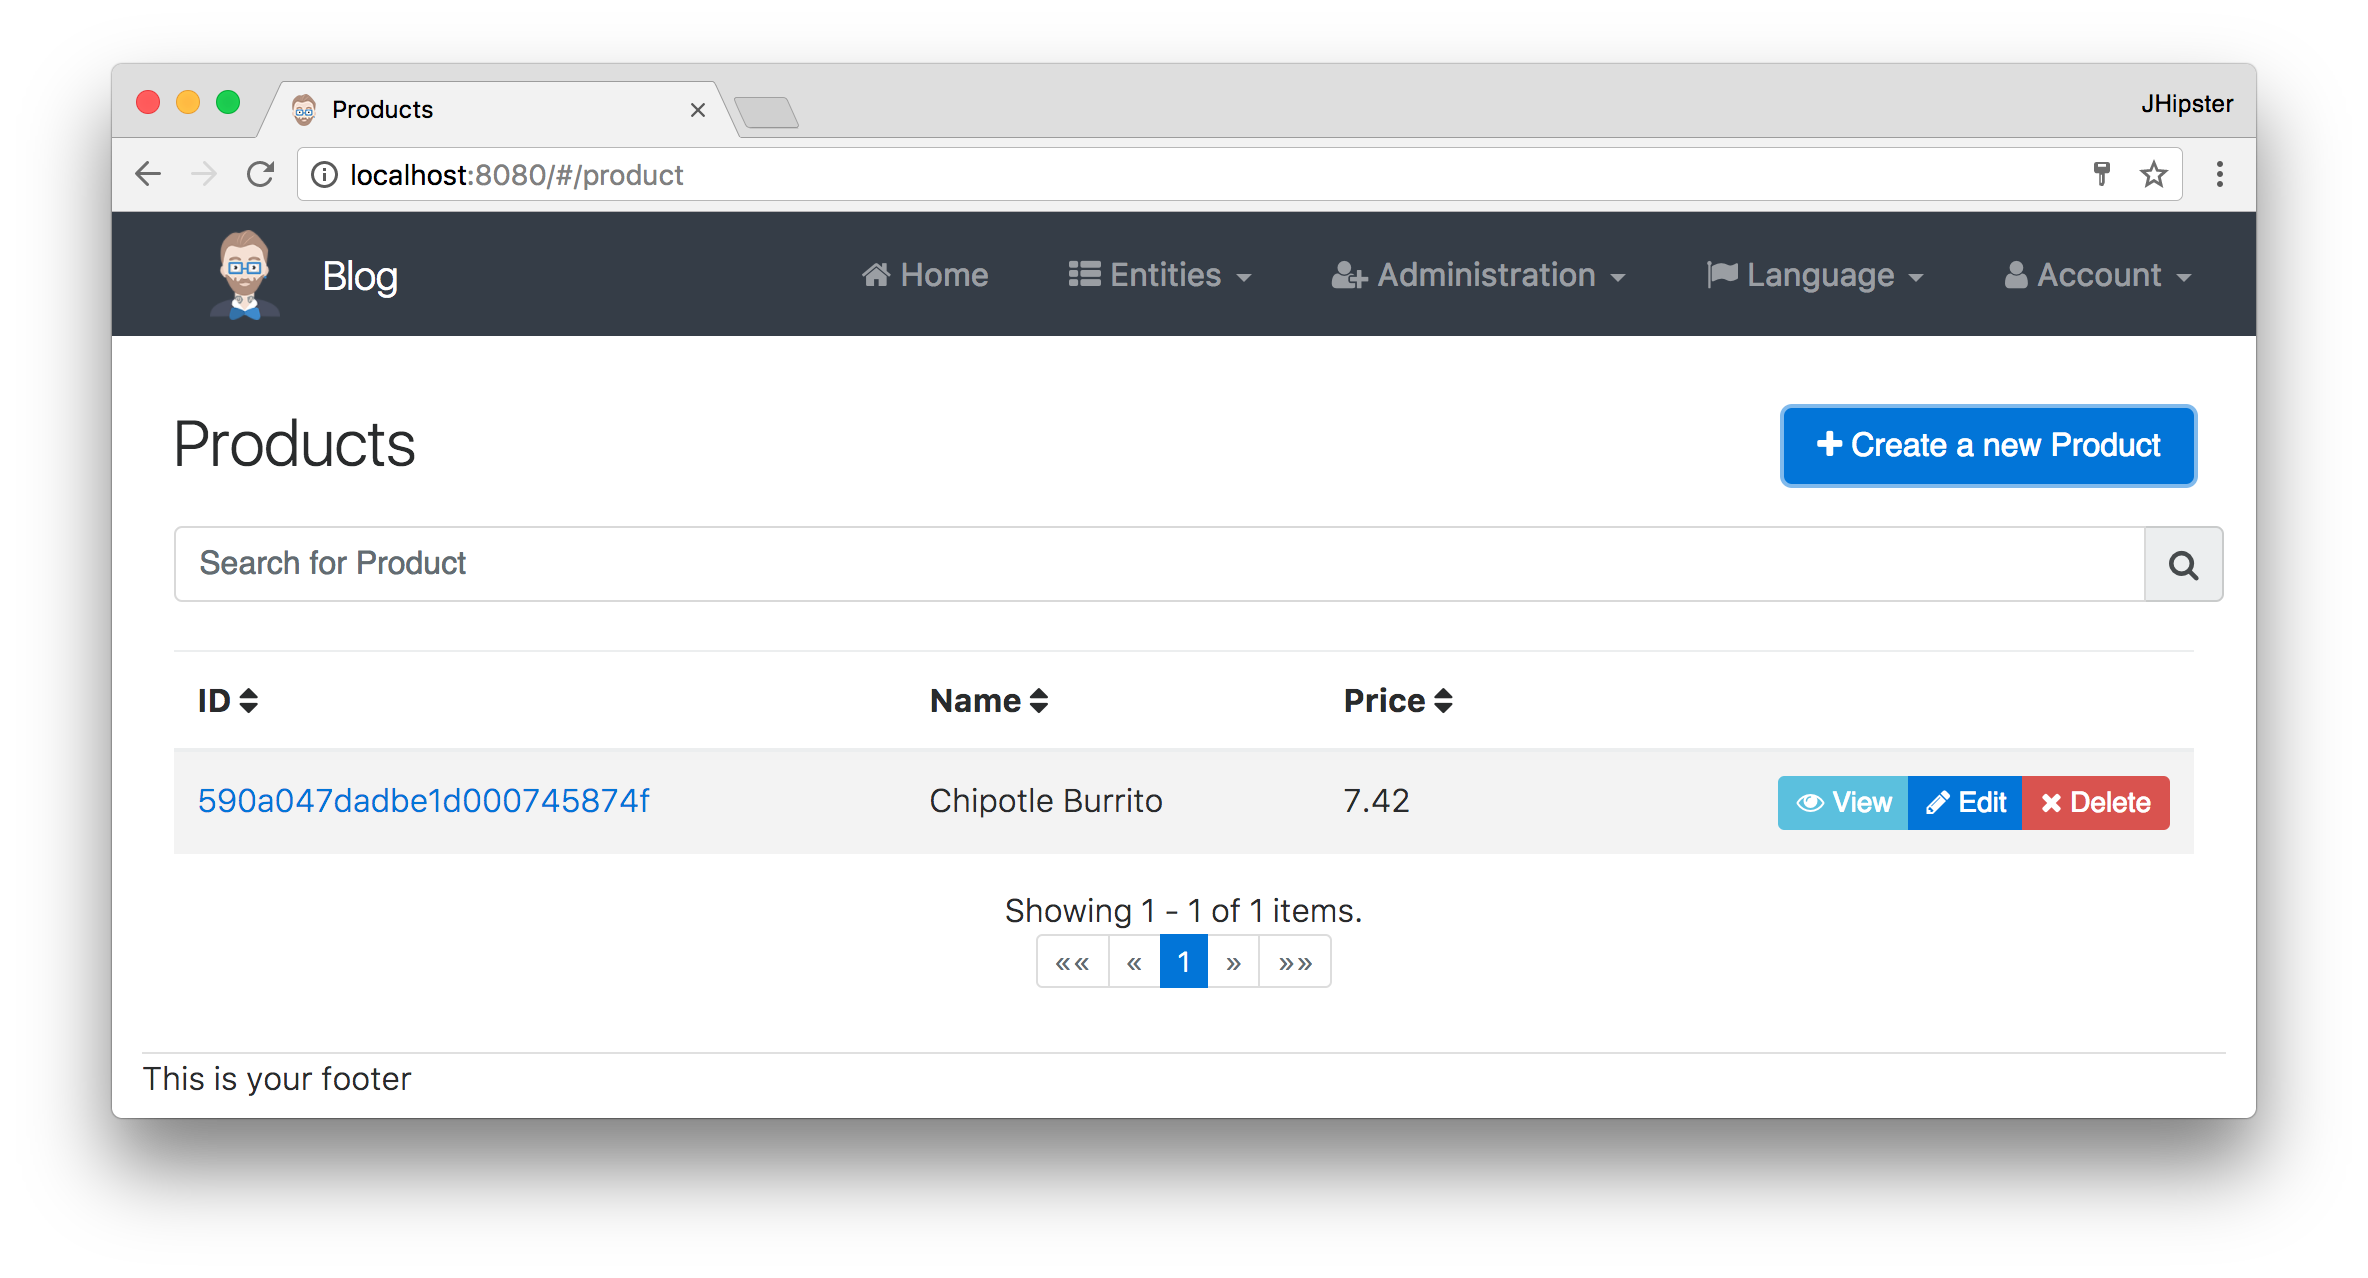 Products
JHipster
localhost:8080/#/product
Blog
Home Entities Administration Language Account
Products
Create a new Product
Search for Product
ID Name Price
590a047dadbe1d000745874f Chipotle Burrito 7.42 View Edit Delete
Showing 1 - 1 of 1 items.
«« « 1 » »»
This is your footer